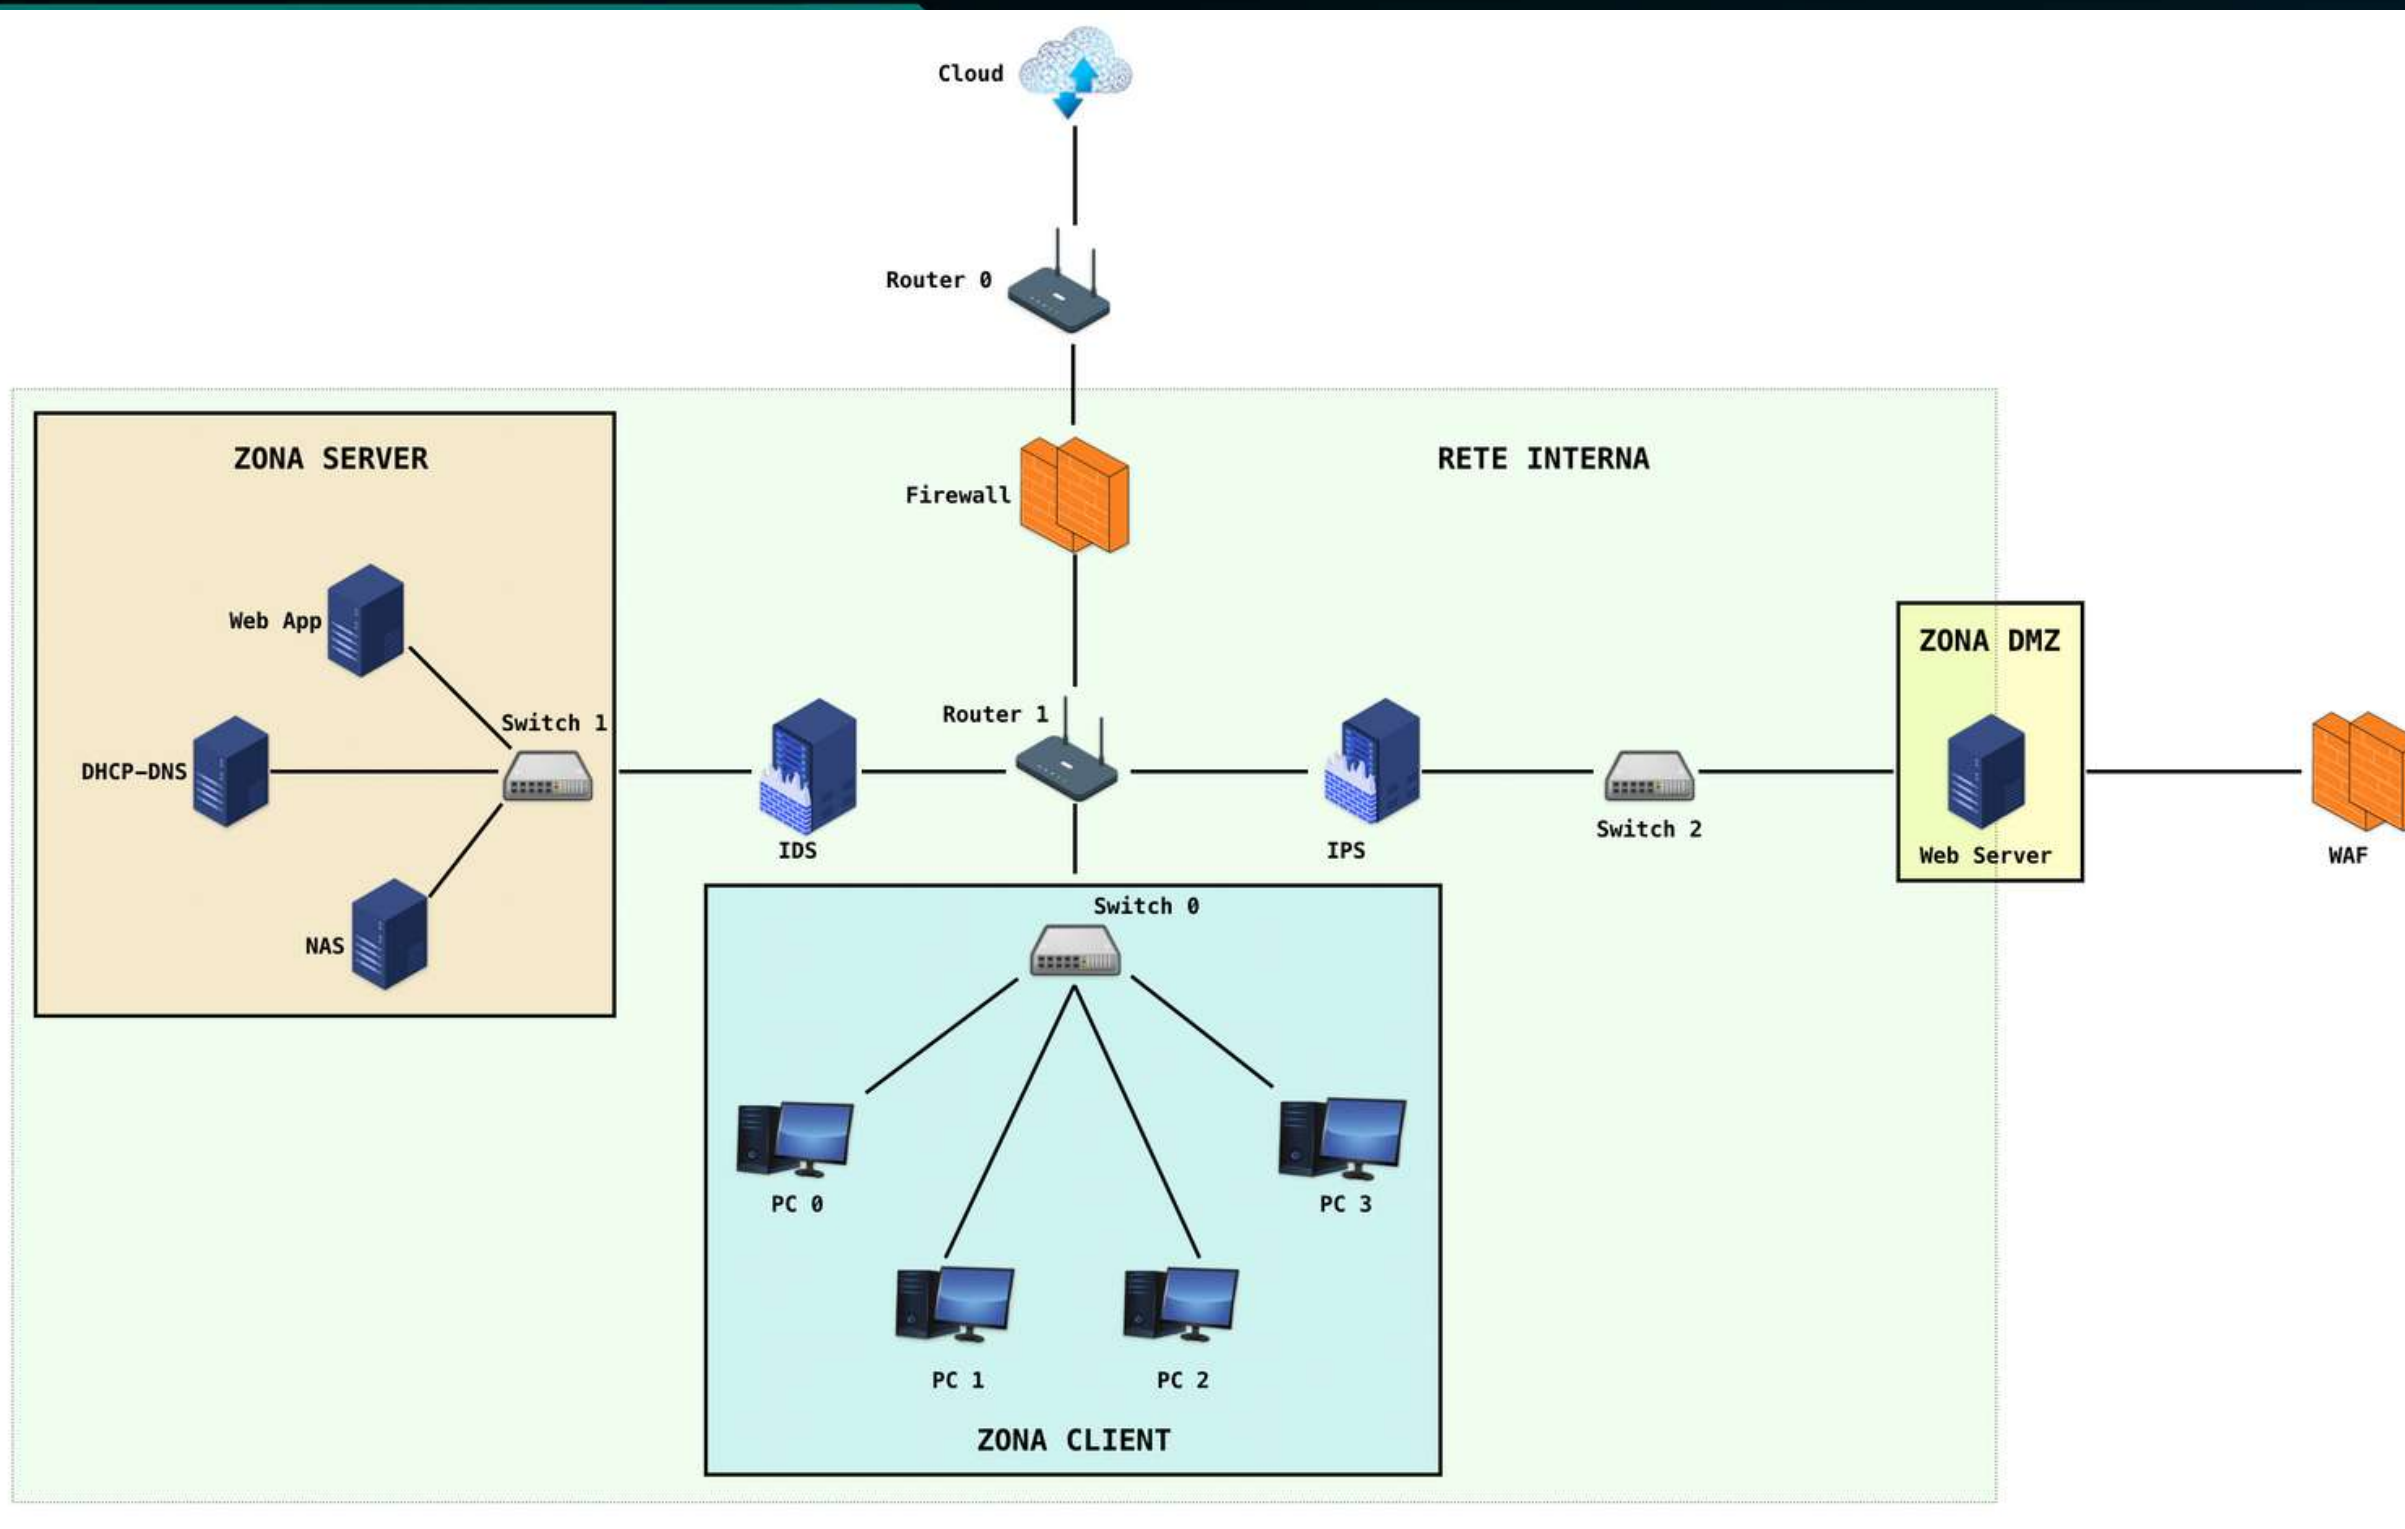 Cloud
Router 0
ZONA SERVER
RETE INTERNA
Firewall
Web App
ZONA DMZ
Switch 1
Router 1
DHCP-DNS
Switch 2
IDS
IPS
Web Server
WAF
Switch 0
NAS
PC 0
PC 3
PC 1
PC 2
ZONA CLIENT